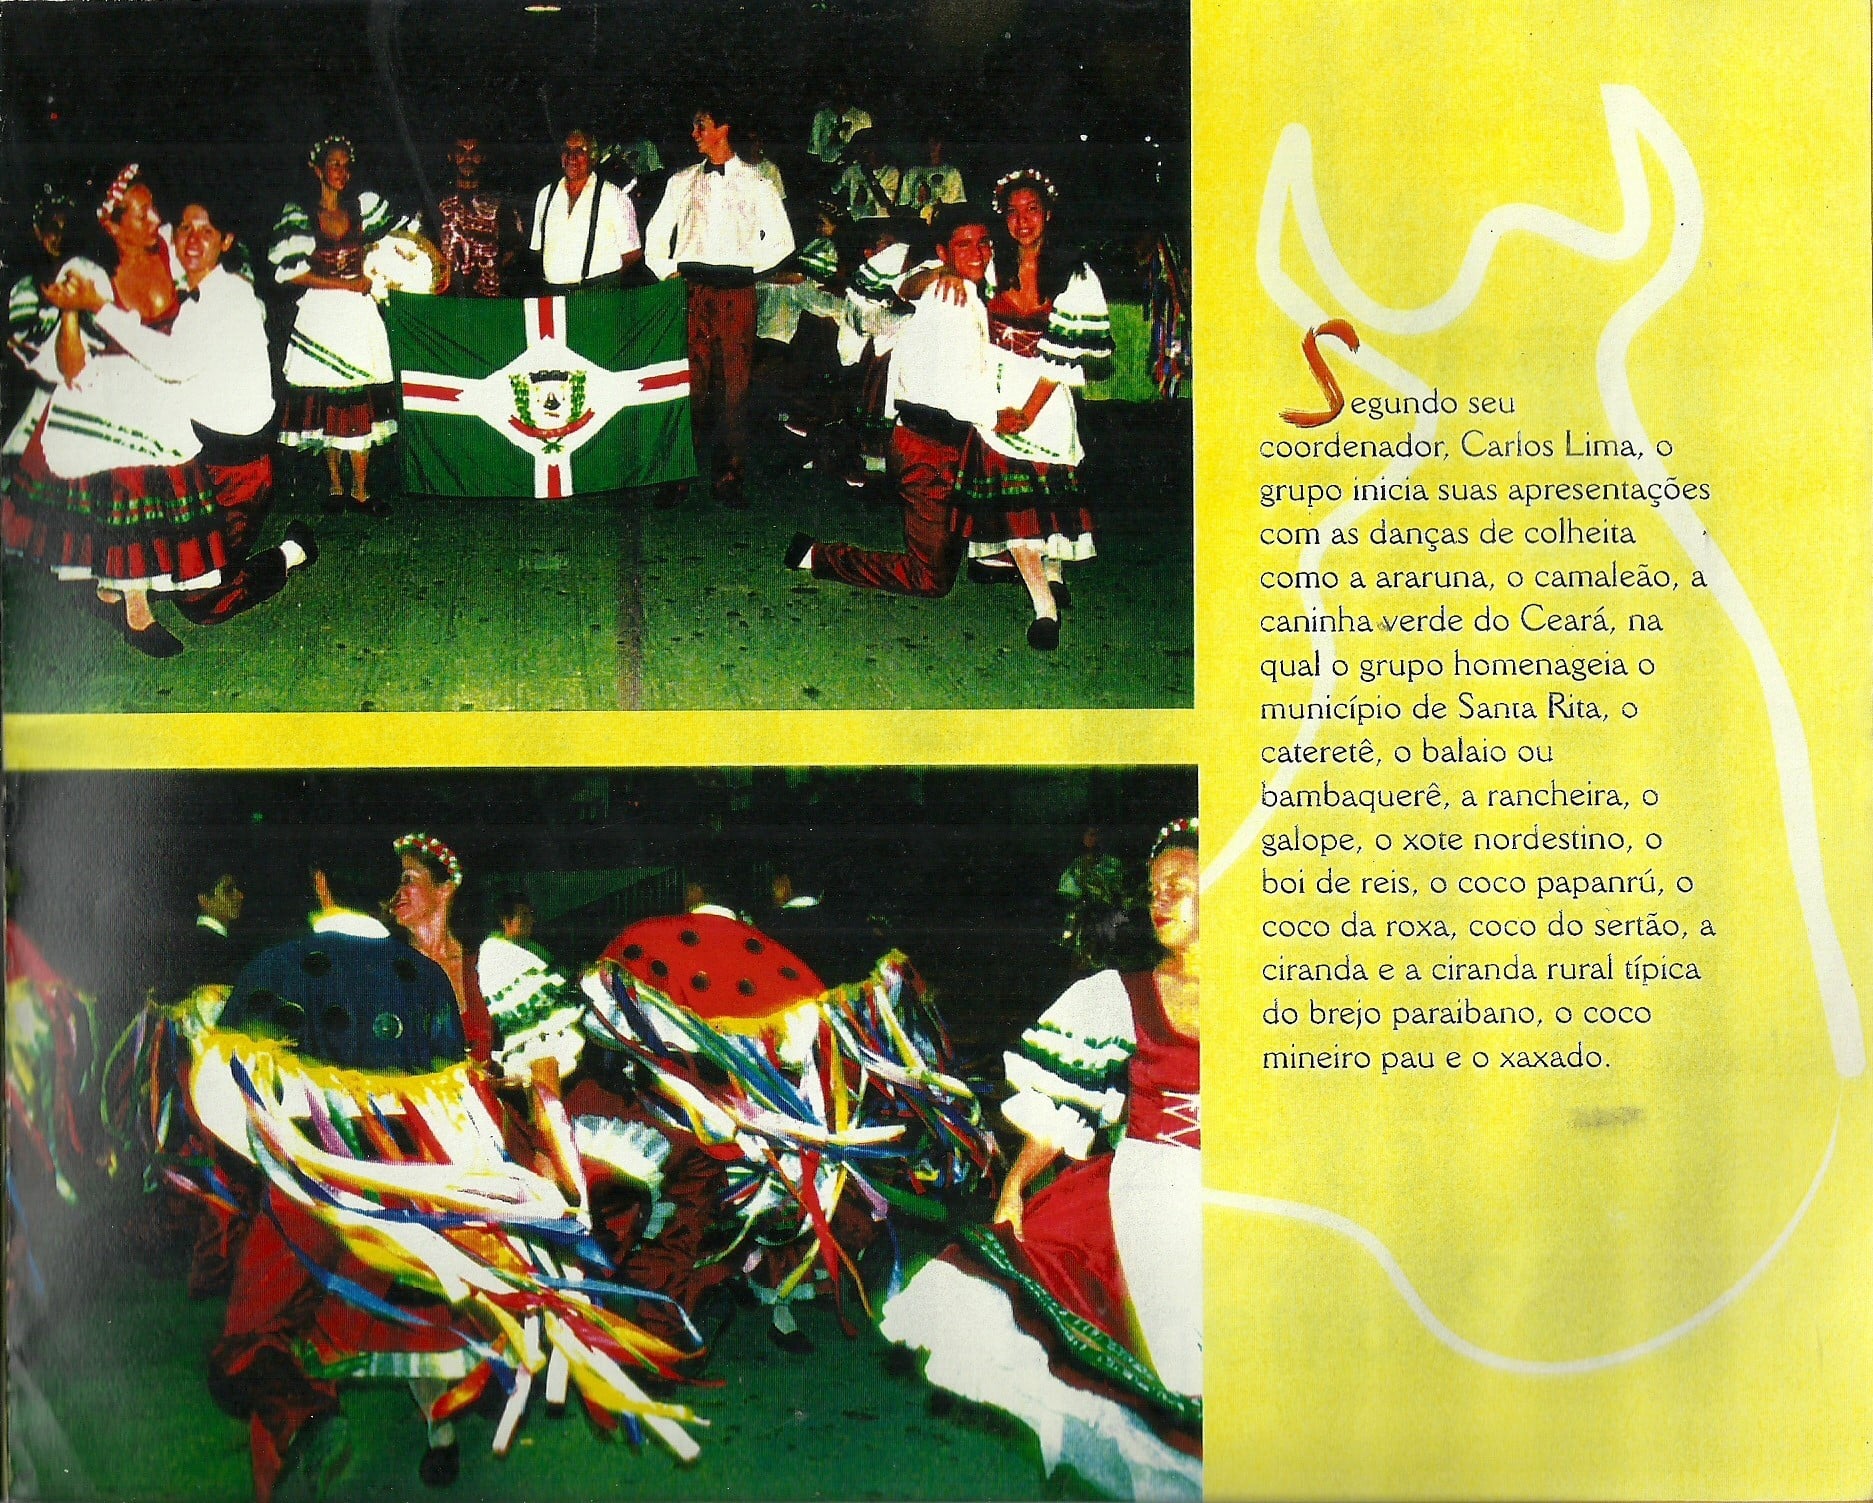 Segundo seu
coordenador, Carlos Lima, o
grupo inicia suas apresentações
com as danças de colheita
como a araruna, o camaleão, a
caninha verde do Ceará, na
qual o grupo homenageia o
município de Santa Rita, o
cateretê, o balaio ou
bambaquerê, a rancheira, o
galope, o xote nordestino, o
boi de reis, o coco papanrú, o
coco da roxa, coco do sertão, a
ciranda e a ciranda rural típica
do brejo paraibano, o coco
mineiro pau e o xaxado.